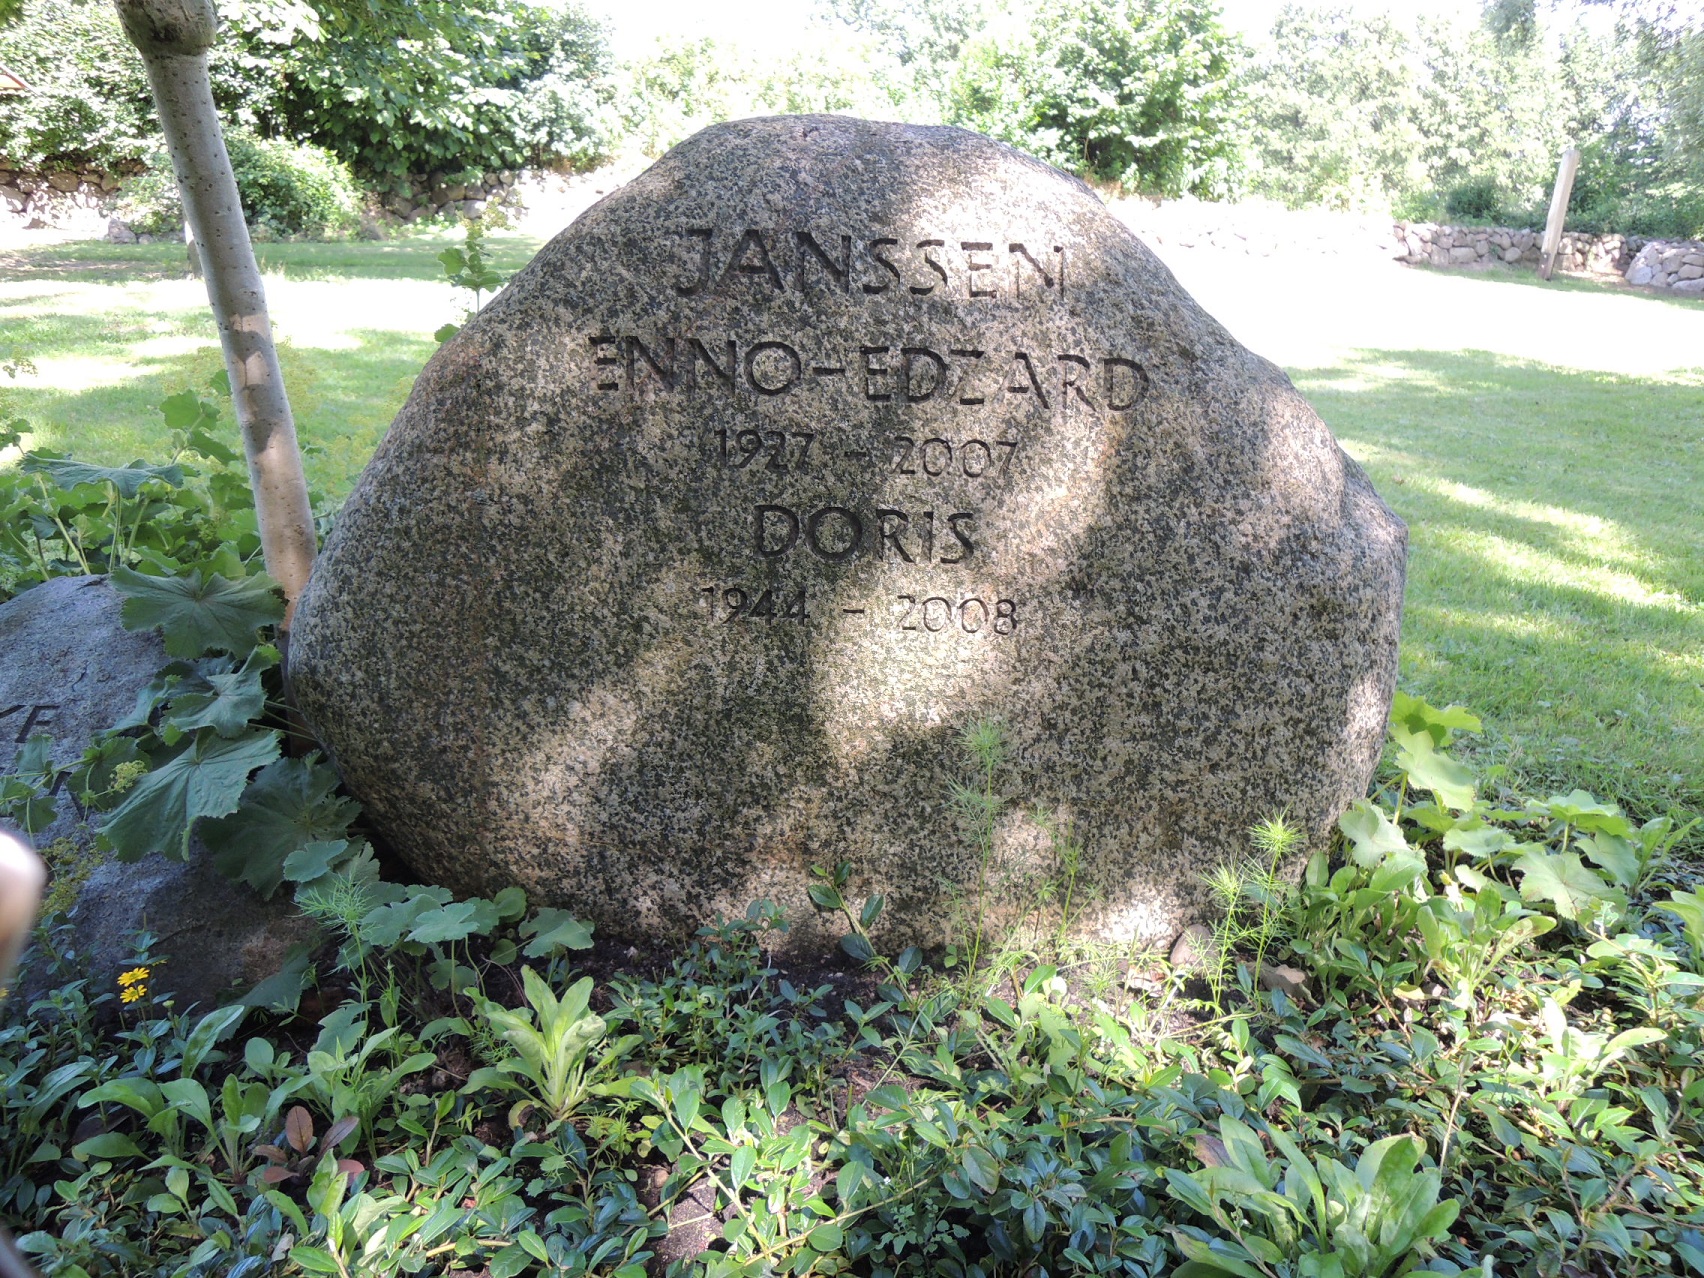 JANSSEN
ENNO-EDZARD
1927 - 2007
DORIS
1944 - 2008